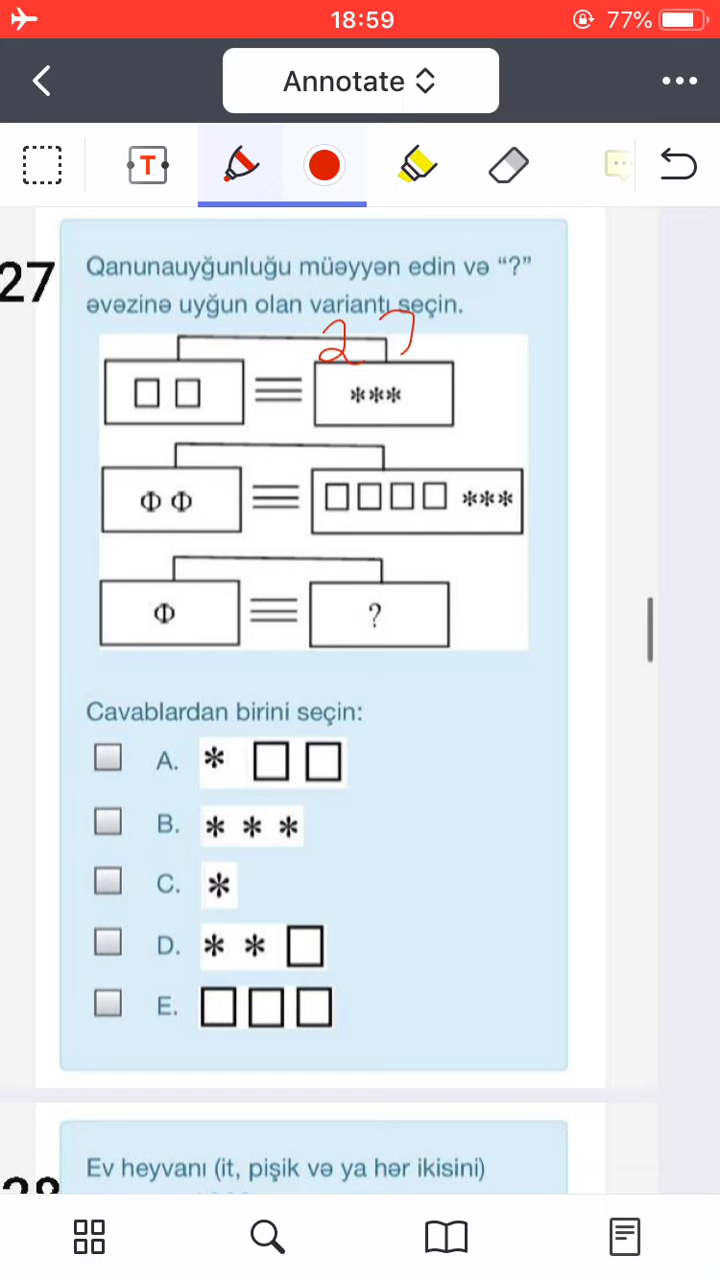 18:59
77%
Annotate
T
27
Qanunauyğunluğu müəyyən edin və “?”
əvəzinə uyğun olan variantı seçin.
27
***
Φ Φ
***
Φ
?
Cavablardan birini seçin:
A. *
B. * * *
C. *
D. * *
E.
Ev heyvanı (it, pişik və ya hər ikisini)